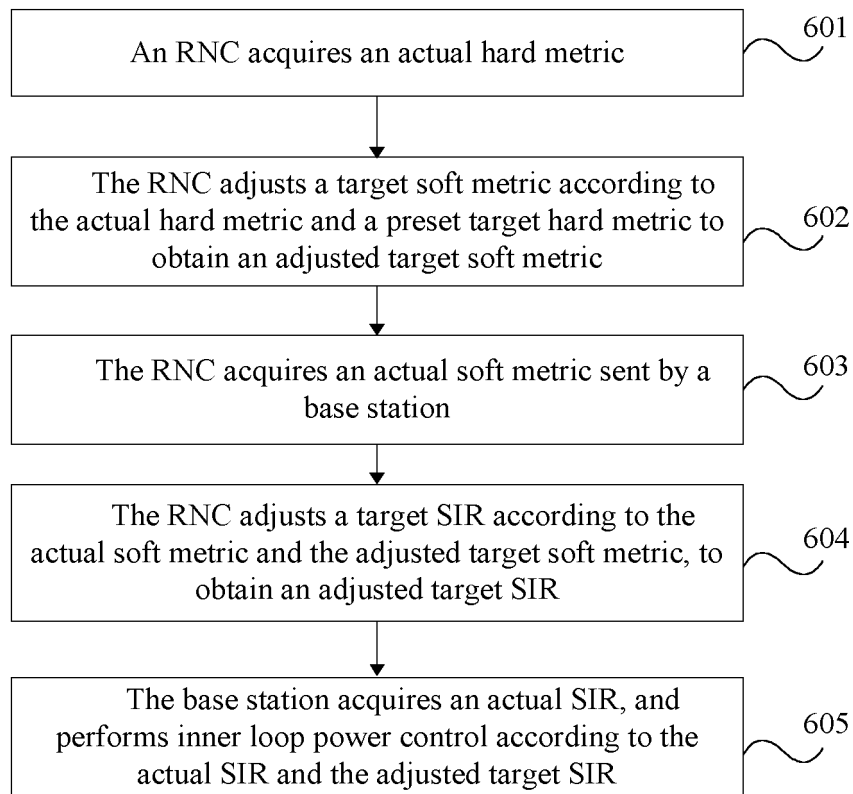 601
An RNC acquires an actual hard metric
The RNC adjusts a target soft metric according to
the actual hard metric and a preset target hard metric to
obtain an adjusted target soft metric
602
The RNC acquires an actual soft metric sent by a
base station
603
The RNC adjusts a target SIR according to the
actual soft metric and the adjusted target soft metric, to
obtain an adjusted target SIR
604
The base station acquires an actual SIR, and
performs inner loop power control according to the
actual SIR and the adjusted target SIR
605